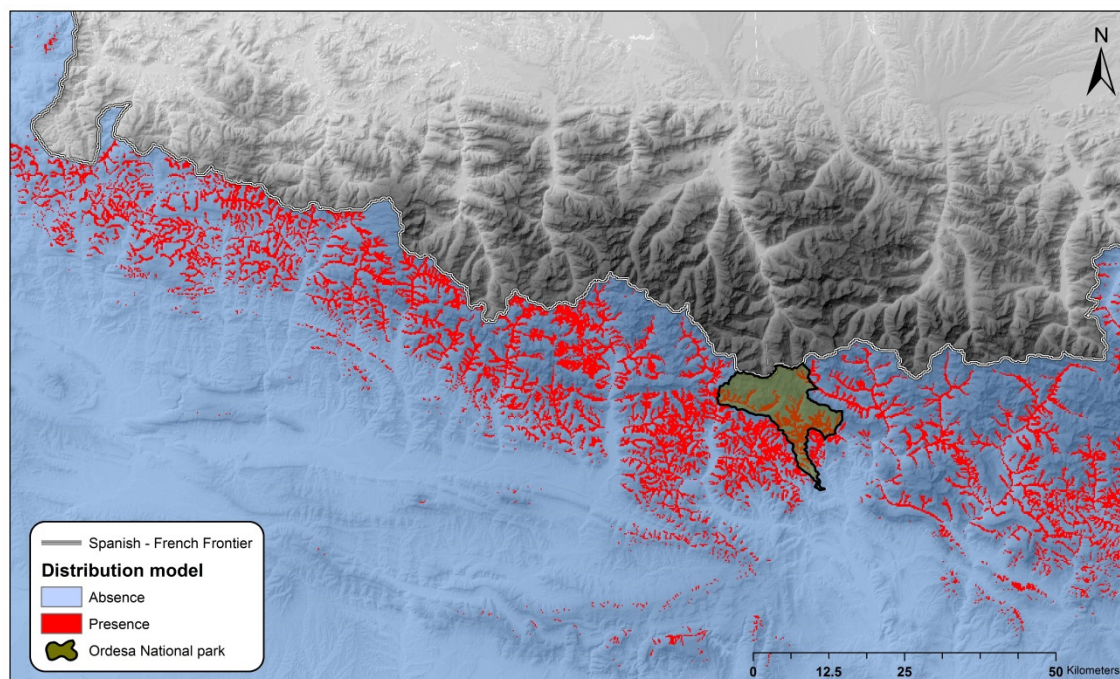 N
Spanish - French Frontier
Distribution model
Absence
Presence
Ordesa National park
0 12.5 25 50 Kilometers